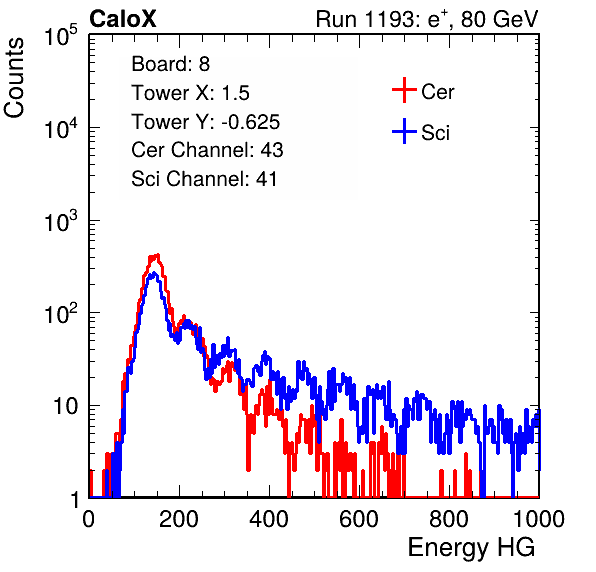 CaloX Run 1193: e⁺, 80 GeV
Counts
Board: 8
Tower X: 1.5
Tower Y: -0.625
Cer Channel: 43
Sci Channel: 41
Cer
Sci
10⁵
10⁴
10³
10²
10
1
0 200 400 600 800 1000
Energy HG